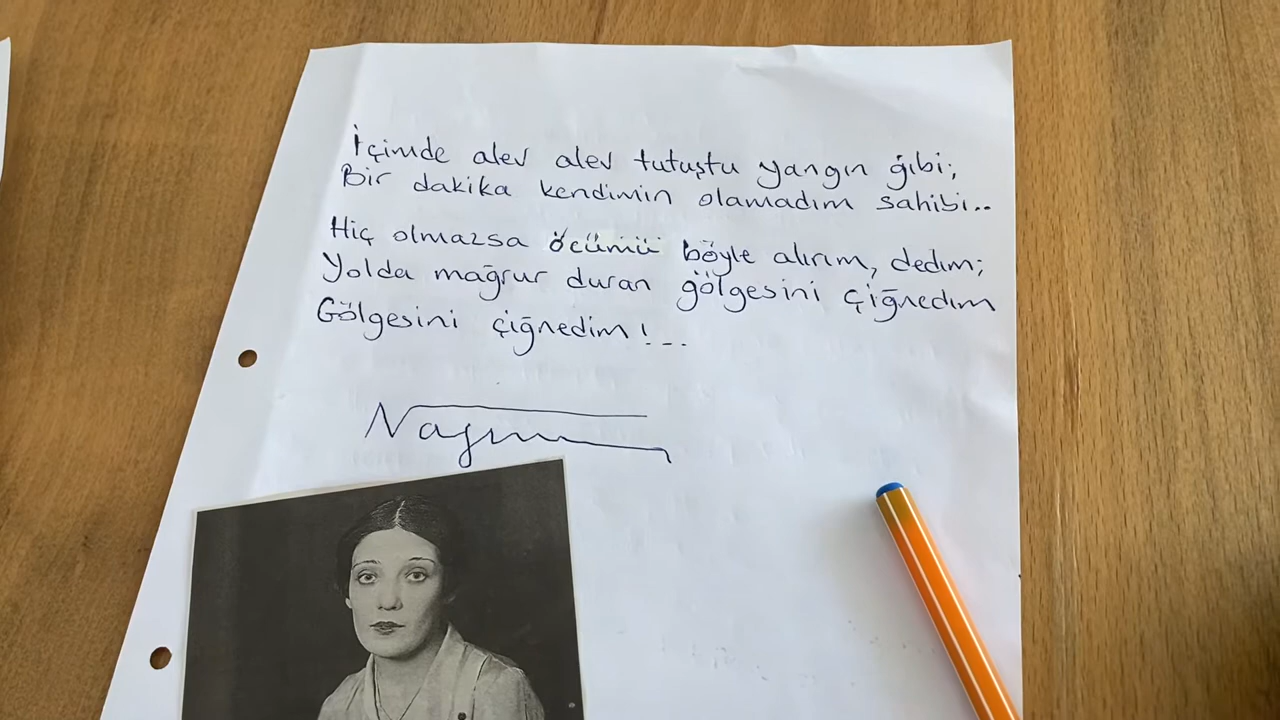 İçimde alev alev tutuştu yangın gibi;
Bir dakika kendimin olamadım sahibi..
Hiç olmazsa öcümü böyle alırım, dedim;
Yolda mağrur duran gölgesini çiğnedim
Gölgesini çiğnedim!...